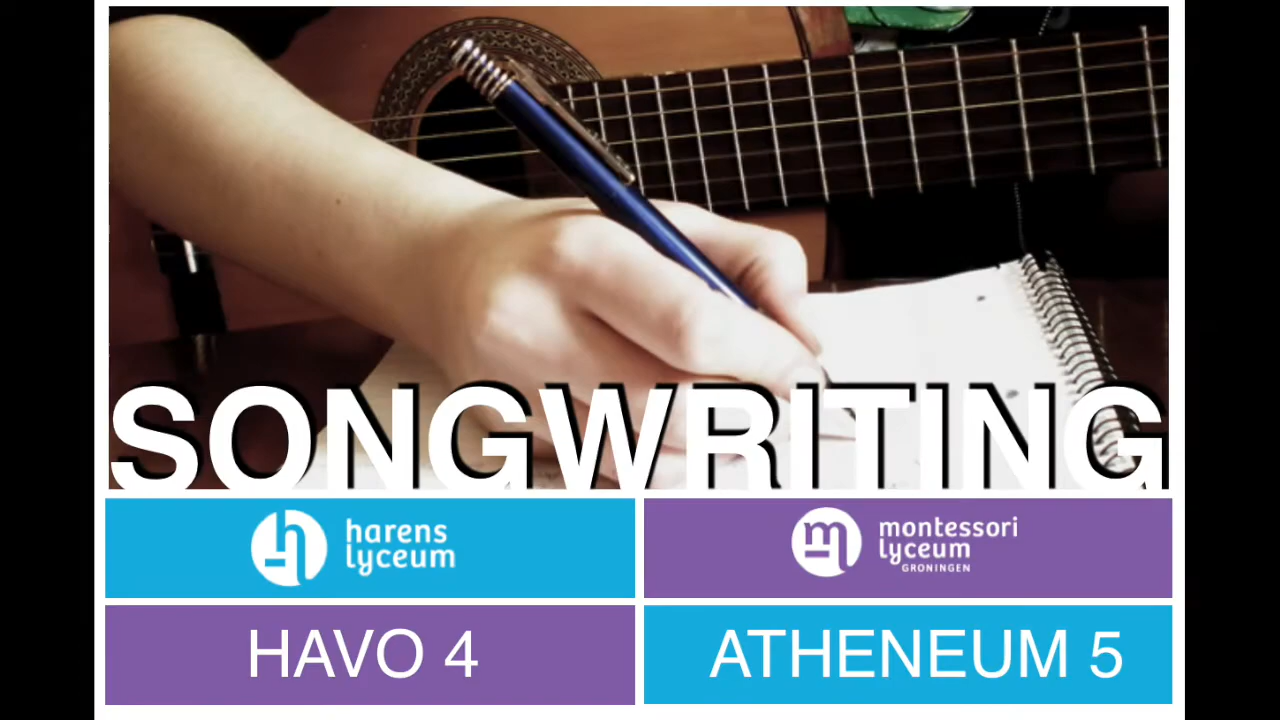 SONGWRITING
harens
lyceum
montessori
lyceum
GRONINGEN
HAVO 4
ATHENEUM 5